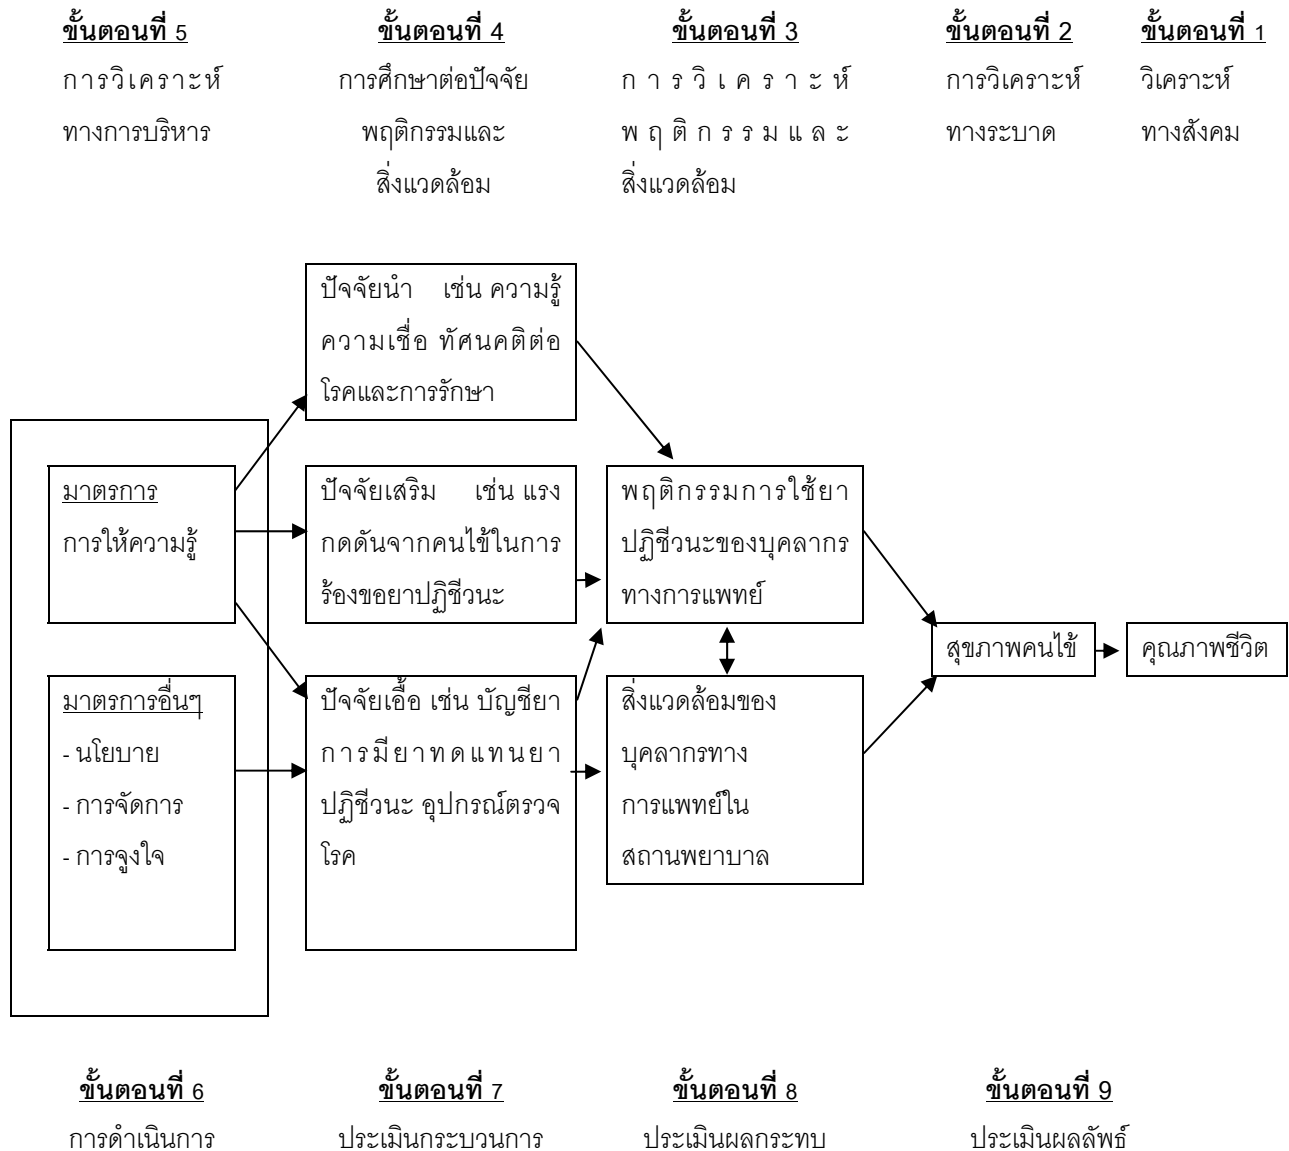 ขั้นตอนที่ 5
การวิเคราะห์
ทางการบริหาร
ขั้นตอนที่ 4
การศึกษาต่อปัจจัย
พฤติกรรมและ
สิ่งแวดล้อม
ขั้นตอนที่ 3
การวิเคราะห์
พฤติกรรมและ
สิ่งแวดล้อม
ขั้นตอนที่ 2
การวิเคราะห์
ทางระบาด
ขั้นตอนที่ 1
วิเคราะห์
ทางสังคม
มาตรการ
การให้ความรู้
มาตรการอื่นๆ
- นโยบาย
- การจัดการ
- การจูงใจ
ปัจจัยนำ เช่น ความรู้
ความเชื่อ ทัศนคติต่อ
โรคและการรักษา
ปัจจัยเสริม เช่น แรง
กดดันจากคนไข้ในการ
ร้องขอยาปฏิชีวนะ
ปัจจัยเอื้อ เช่น บัญชียา
การมียาทดแทนยา
ปฏิชีวนะ อุปกรณ์ตรวจ
โรค
พฤติกรรมการใช้ยา
ปฏิชีวนะของบุคลากร
ทางการแพทย์
สิ่งแวดล้อมของ
บุคลากรทาง
การแพทย์ใน
สถานพยาบาล
สุขภาพคนไข้
คุณภาพชีวิต
ขั้นตอนที่ 6
การดำเนินการ
ขั้นตอนที่ 7
ประเมินกระบวนการ
ขั้นตอนที่ 8
ประเมินผลกระทบ
ขั้นตอนที่ 9
ประเมินผลลัพธ์